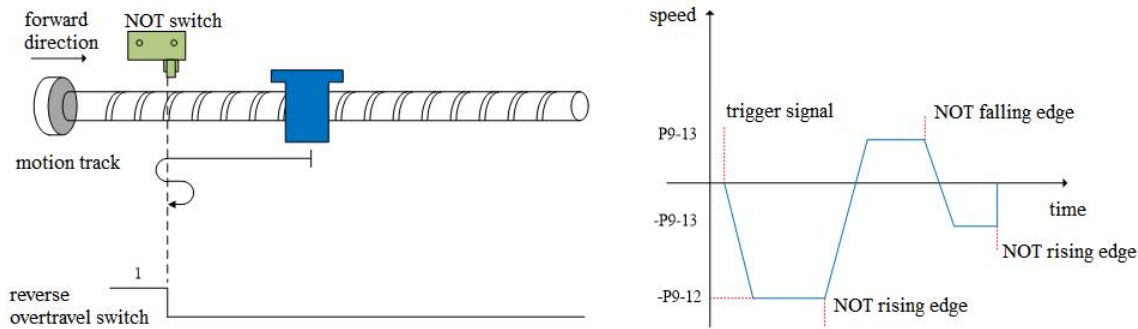 forward
direction
NOT switch
motion track
1
reverse
overtravel switch
speed
trigger signal
NOT falling edge
P9-13
time
-P9-13
NOT rising edge
-P9-12
NOT rising edge